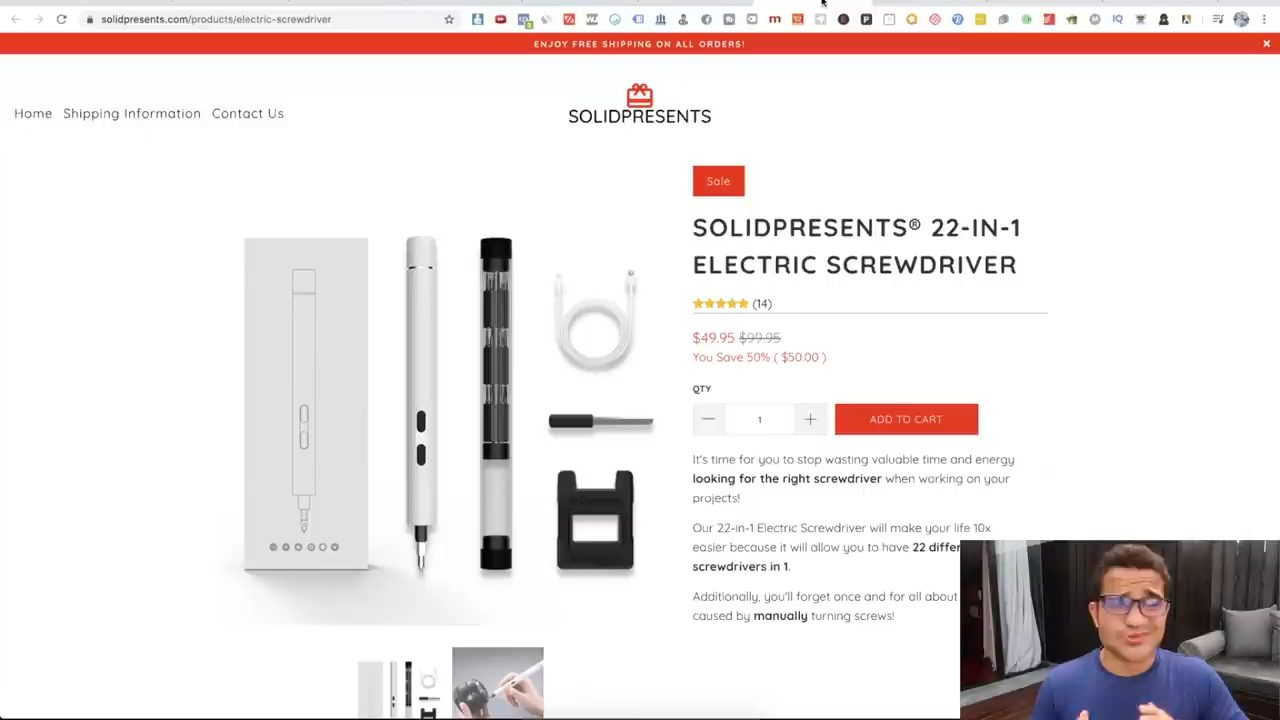 solidpresents.com/products/electric-screwdriver
ENJOY FREE SHIPPING ON ALL ORDERS!
Home Shipping Information Contact Us
SOLIDPRESENTS
Sale
SOLIDPRESENTS® 22-IN-1
ELECTRIC SCREWDRIVER
(14)
$49.95 $99.95
You Save 50% ( $50.00 )
QTY
1
ADD TO CART
It's time for you to stop wasting valuable time and energy
looking for the right screwdriver when working on your
projects!
Our 22-in-1 Electric Screwdriver will make your life 10x
easier because it will allow you to have 22 differ
screwdrivers in 1.
Additionally, you'll forget once and for all about
caused by manually turning screws!